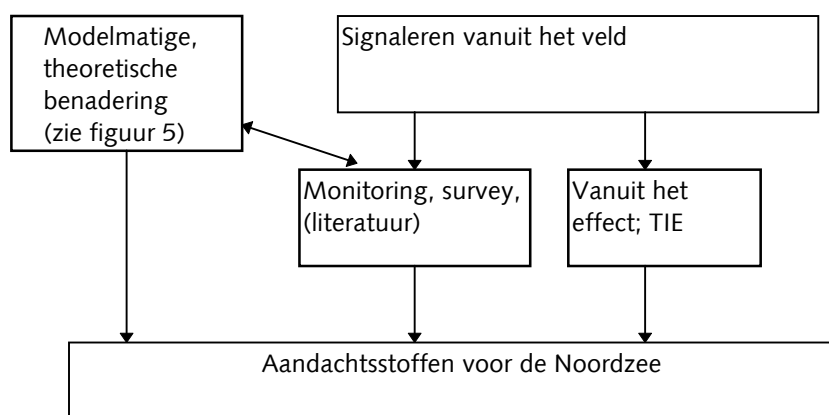 Modelmatige,
theoretische
benadering
(zie figuur 5)
Signaleren vanuit het veld
Monitoring, survey,
(literatuur)
Vanuit het
effect; TIE
Aandachtsstoffen voor de Noordzee